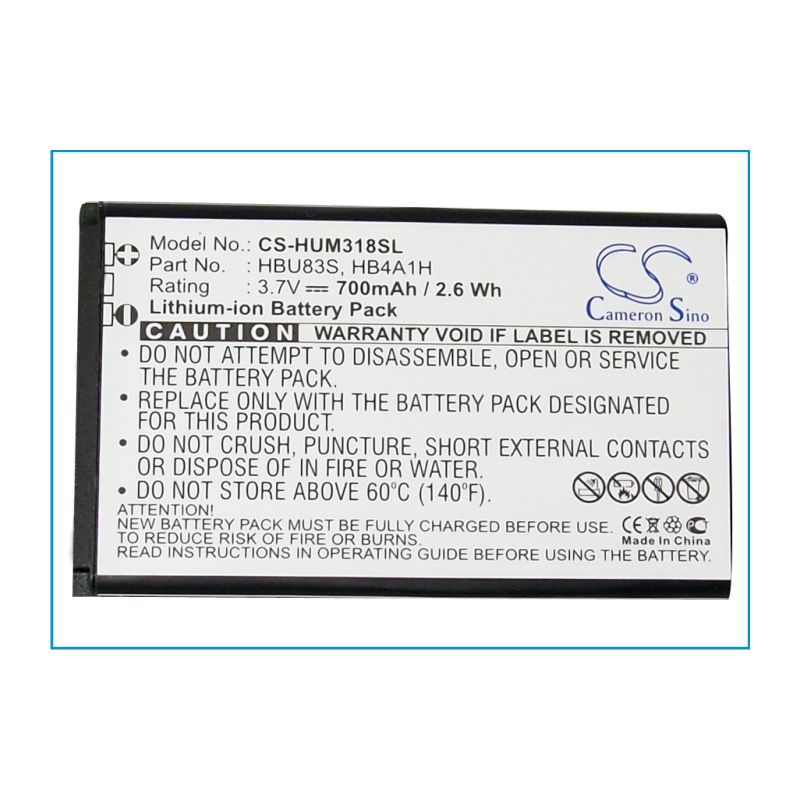 Model No.: CS-HUM318SL
Part No. : HBU83S, HB4A1H
Rating : 3.7V 700mAh / 2.6 Wh
Lithium-ion Battery Pack
CS
Cameron Sino
CAUTION WARRANTY VOID IF LABEL IS REMOVED
• DO NOT ATTEMPT TO DISASSEMBLE, OPEN OR SERVICE
THE BATTERY PACK.
• REPLACE ONLY WITH THE BATTERY PACK DESIGNATED
FOR THIS PRODUCT.
• DO NOT CRUSH, PUNCTURE, SHORT EXTERNAL CONTACTS
OR DISPOSE OF IN FIRE OR WATER.
• DO NOT STORE ABOVE 60°C (140°F).
ATTENTION!
NEW BATTERY PACK MUST BE FULLY CHARGED BEFORE USE
TO REDUCE RISK OF FIRE OR BURNS.
READ INSTRUCTION SHEET BEFORE USING THE BATTERY.
CE
Made In China